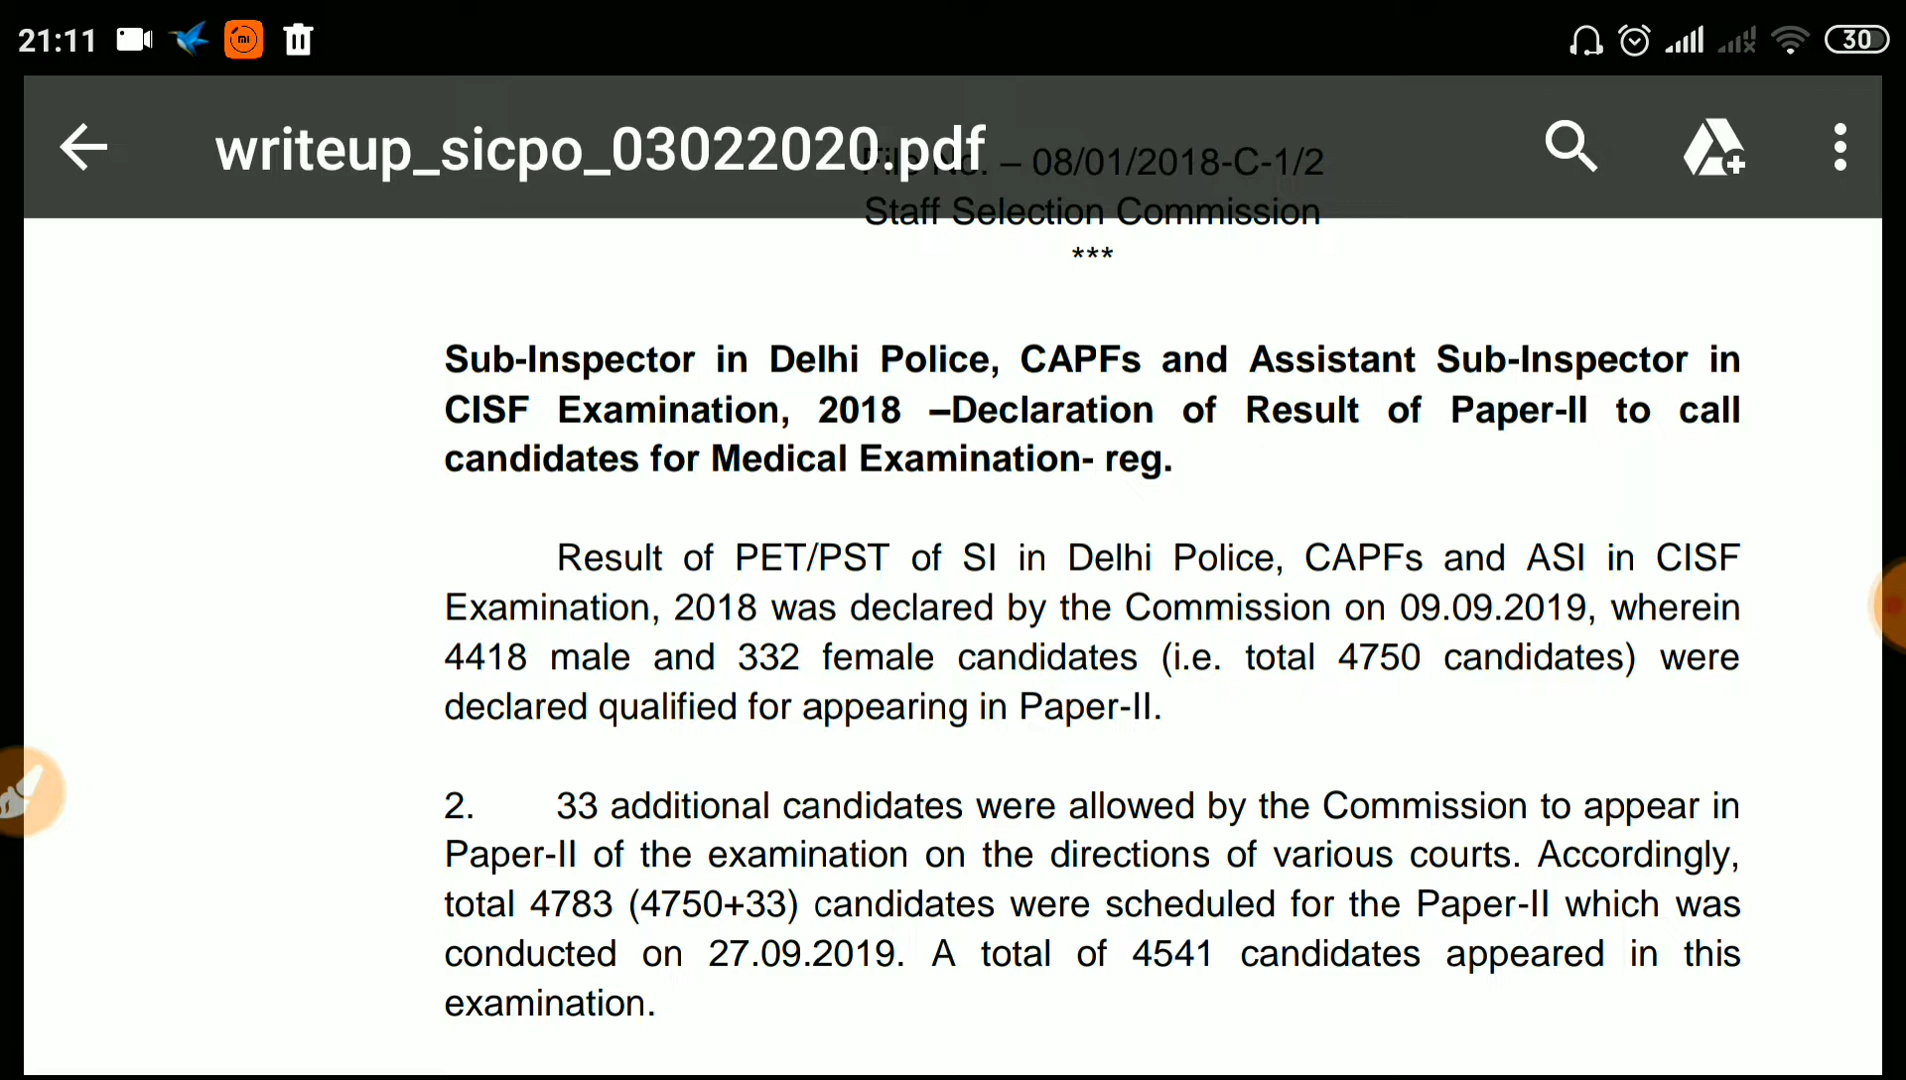 21:11
30
writeup_sicpo_03022020.pdf
File No. – 08/01/2018-C-1/2
Staff Selection Commission
***
Sub-Inspector in Delhi Police, CAPFs and Assistant Sub-Inspector in
CISF Examination, 2018 –Declaration of Result of Paper-II to call
candidates for Medical Examination- reg.
Result of PET/PST of SI in Delhi Police, CAPFs and ASI in CISF
Examination, 2018 was declared by the Commission on 09.09.2019, wherein
4418 male and 332 female candidates (i.e. total 4750 candidates) were
declared qualified for appearing in Paper-II.
2. 33 additional candidates were allowed by the Commission to appear in
Paper-II of the examination on the directions of various courts. Accordingly,
total 4783 (4750+33) candidates were scheduled for the Paper-II which was
conducted on 27.09.2019. A total of 4541 candidates appeared in this
examination.